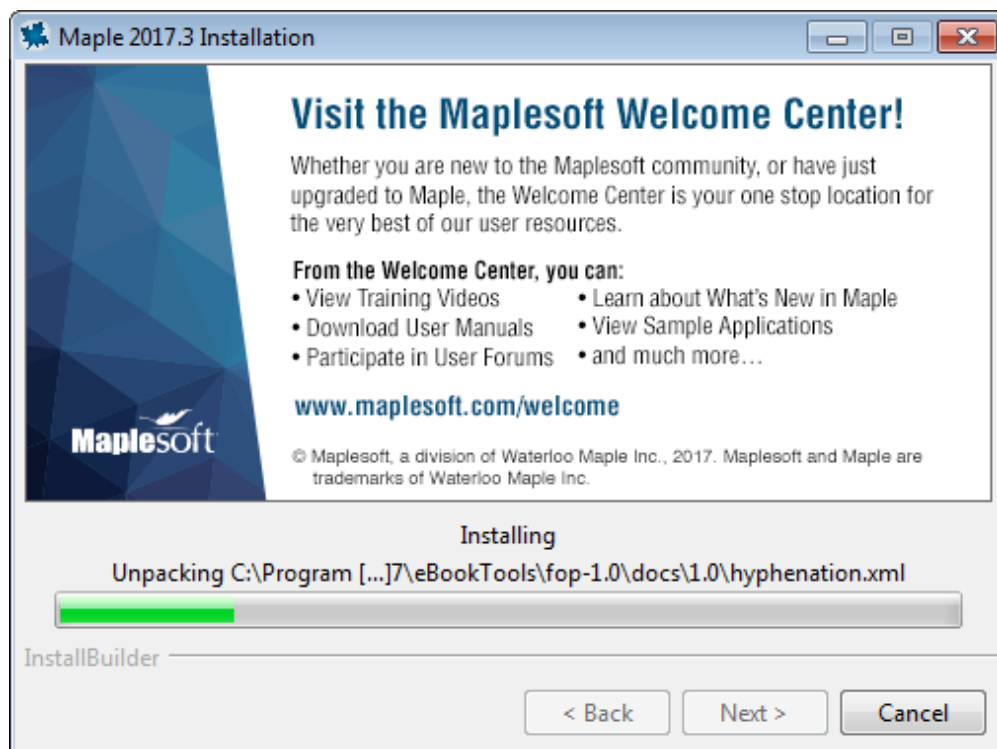 Maple 2017.3 Installation
Visit the Maplesoft Welcome Center!
Whether you are new to the Maplesoft community, or have just
upgraded to Maple, the Welcome Center is your one stop location for
the very best of our user resources.
From the Welcome Center, you can:
• View Training Videos
• Download User Manuals
• Participate in User Forums
• Learn about What's New in Maple
• View Sample Applications
• and much more…
www.maplesoft.com/welcome
Maplesoft
© Maplesoft, a division of Waterloo Maple Inc., 2017. Maplesoft and Maple are
trademarks of Waterloo Maple Inc.
Installing
Unpacking C:\Program [...]7\eBookTools\fop-1.0\docs\1.0\hyphenation.xml
InstallBuilder
< Back
Next >
Cancel